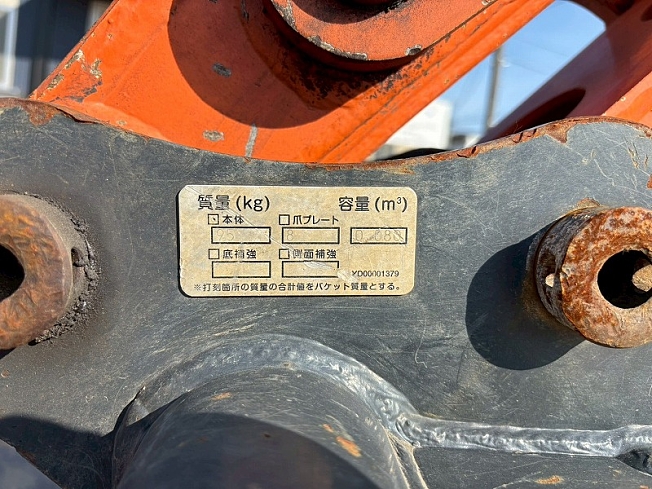 質量(kg) 容量(m³)
本体 爪プレート
底補強 側面補強
YD00001379
※打刻箇所の質量の合計値をバケット質量とする。